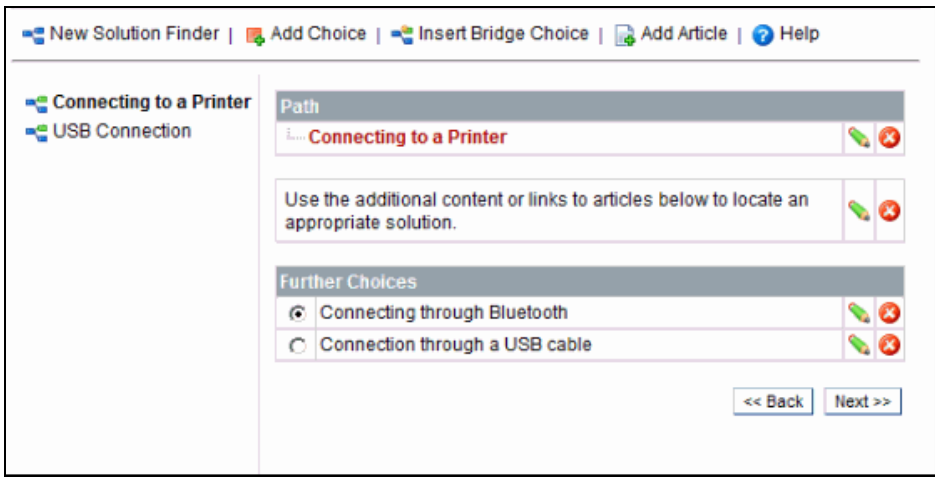 New Solution Finder | Add Choice | Insert Bridge Choice | Add Article | Help
Connecting to a Printer
USB Connection
Path
Connecting to a Printer
Use the additional content or links to articles below to locate an
appropriate solution.
Further Choices
Connecting through Bluetooth
Connection through a USB cable
<< Back Next >>